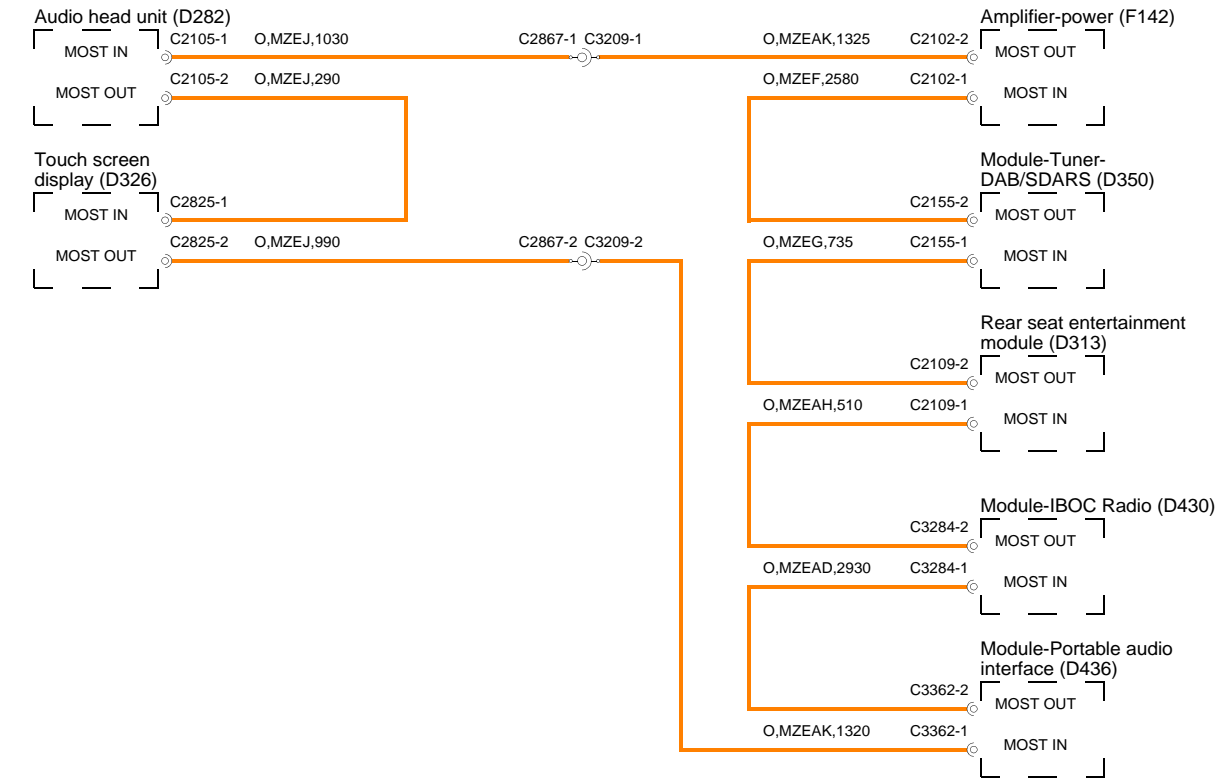 Audio head unit (D282)
MOST IN
C2105-1 O,MZEJ,1030 C2867-1 C3209-1 O,MZEAK,1325 C2102-2
Amplifier-power (F142)
MOST OUT
MOST OUT
C2105-2 O,MZEJ,290
O,MZEF,2580 C2102-1
MOST IN
Touch screen
display (D326)
MOST IN
C2825-1
Module-Tuner-
DAB/SDARS (D350)
C2155-2
MOST OUT
MOST OUT
C2825-2 O,MZEJ,990 C2867-2 C3209-2
O,MZEG,735 C2155-1
MOST IN
Rear seat entertainment
module (D313)
C2109-2
MOST OUT
O,MZEAH,510 C2109-1
MOST IN
Module-IBOC Radio (D430)
C3284-2
MOST OUT
O,MZEAD,2930 C3284-1
MOST IN
Module-Portable audio
interface (D436)
C3362-2
MOST OUT
O,MZEAK,1320 C3362-1
MOST IN